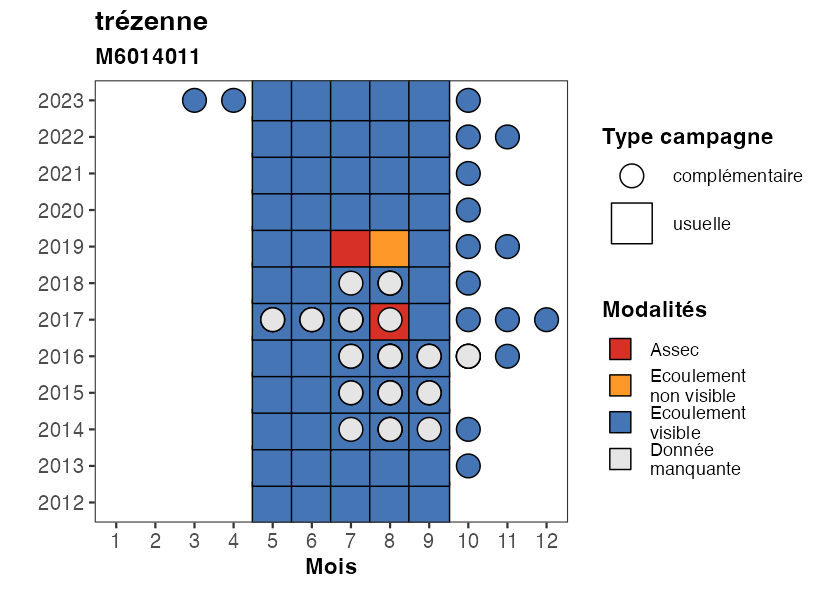 trézenne
M6014011
2023
2022
2021
2020
2019
2018
2017
2016
2015
2014
2013
2012
1 2 3 4 5 6 7 8 9 10 11 12
Mois
Type campagne
complémentaire
usuelle
Modalités
Assec
Ecoulement
non visible
Ecoulement
visible
Donnée
manquante